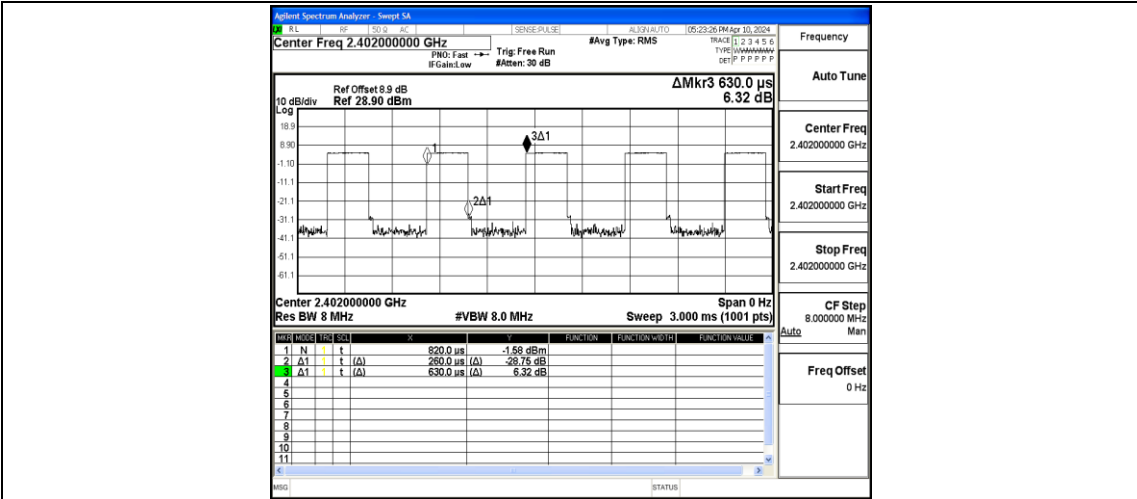 Agilent Spectrum Analyzer - Swept SA
RL RF 50 Ω AC SENSE:PULSE ALIGN AUTO 05:23:26 PM Apr 10, 2024
Center Freq 2.402000000 GHz
#Avg Type: RMS
TRACE 1 2 3 4 5 6
PNO: Fast
Trig: Free Run
TYPE
IFGain:Low
#Atten: 30 dB
DET P P P P P P
Frequency
Auto Tune
ΔMkr3 630.0 µs
6.32 dB
Ref Offset 8.9 dB
10 dB/div Ref 28.90 dBm
Log
18.9
8.90
-1.10
-11.1
-21.1
-31.1
-41.1
-51.1
-61.1
1
2Δ1
3Δ1
Center Freq
2.402000000 GHz
Start Freq
2.402000000 GHz
Stop Freq
2.402000000 GHz
Center 2.402000000 GHz Span 0 Hz
Res BW 8 MHz #VBW 8.0 MHz Sweep 3.000 ms (1001 pts)
CF Step
8.000000 MHz
Auto Man
Freq Offset
0 Hz
MKR MODE TRC SCL X Y FUNCTION FUNCTION WIDTH FUNCTION VALUE
1 N 1 t 820.0 µs -1.58 dBm
2 Δ1 1 t (Δ) 260.0 µs (Δ) -28.75 dB
3 Δ1 1 t (Δ) 630.0 µs (Δ) 6.32 dB
4
5
6
7
8
9
10
11
MSG STATUS